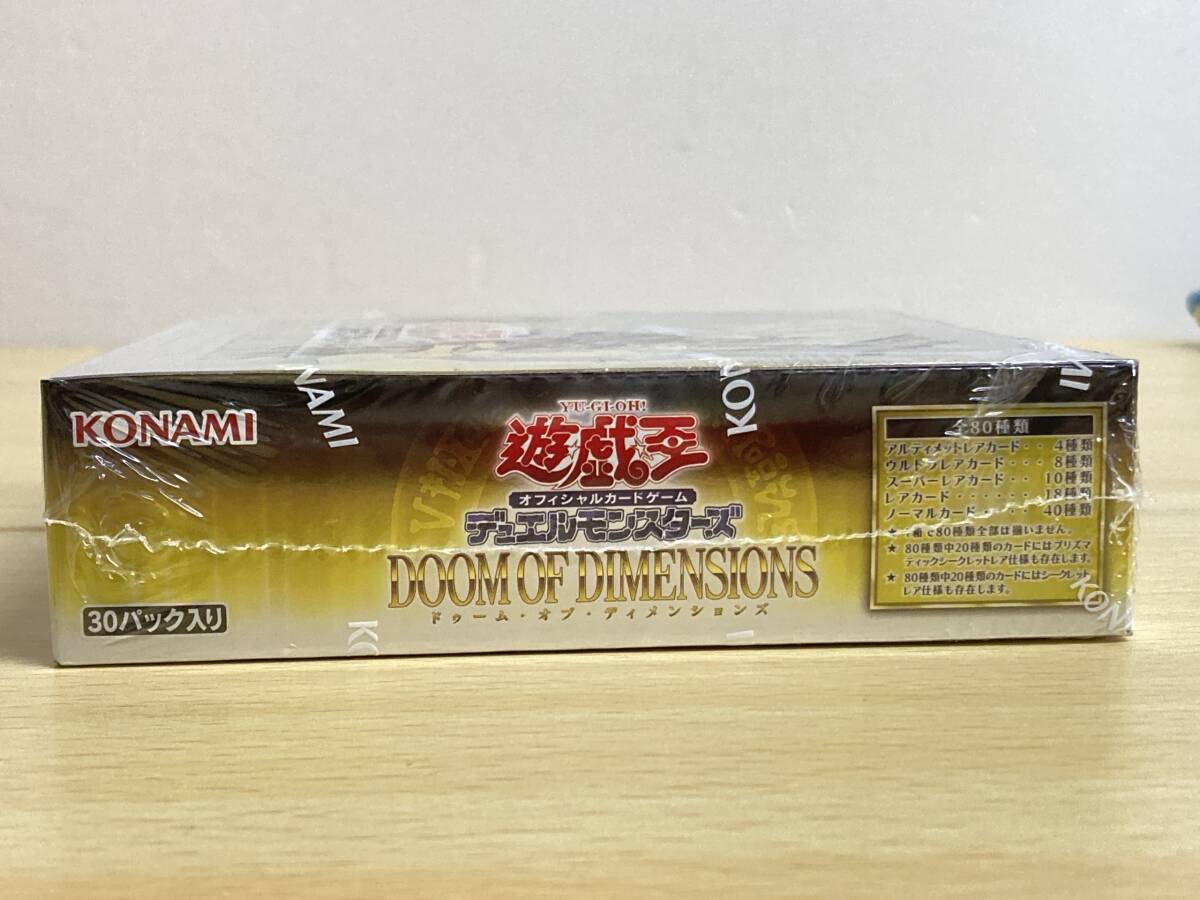 KONAMI
30パック入り
YU-GI-OH!
遊戯王
オフィシャルカードゲーム
デュエルモンスターズ
DOOM OF DIMENSIONS
ドゥーム・オブ・ディメンションズ
全80種類
アルティメットレアカード・・ 4種類
ウルトラレアカード・・・ 8種類
スーパーレアカード・・ 10種類
レアカード・・・・・・18種類
ノーマルカード・・・・ 40種類
★ 1箱で80種類全部は揃いません。
★ 80種類中20種類のカードにはプリズマ
ティックシークレットレア仕様も存在します。
★ 80種類中20種類のカードにはシークレット
レア仕様も存在します。
NAMI
KON
MI
KO
KON